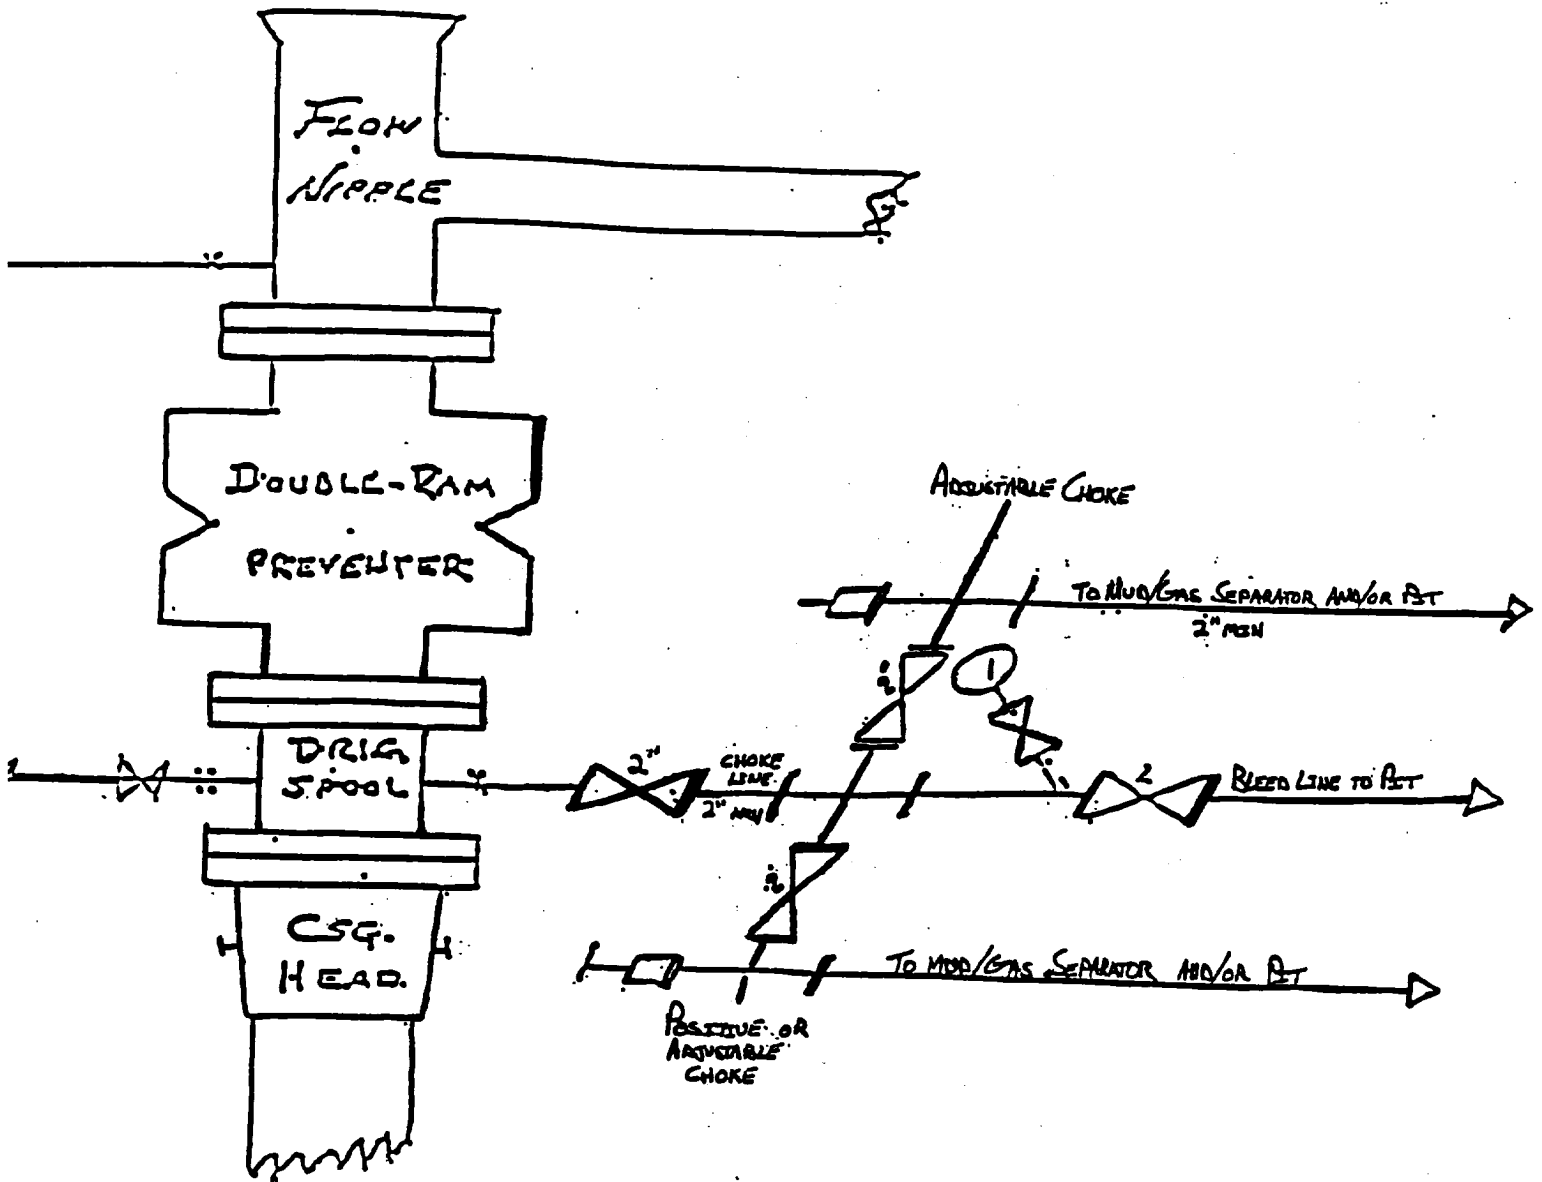 FLOW
NIPPLE
DOUBLE-RAM
PREVENTER
ADJUSTABLE CHOKE
TO MUD/GAS SEPARATOR AND/OR PIT
2" MIN
1
DRLG
SPOOL
2"
CHOKE
LINE
2" MIN
2
BLEED LINE TO PIT
CSG.
HEAD.
TO MUD/GAS SEPARATOR AND/OR PIT
POSITIVE OR
ADJUSTABLE
CHOKE